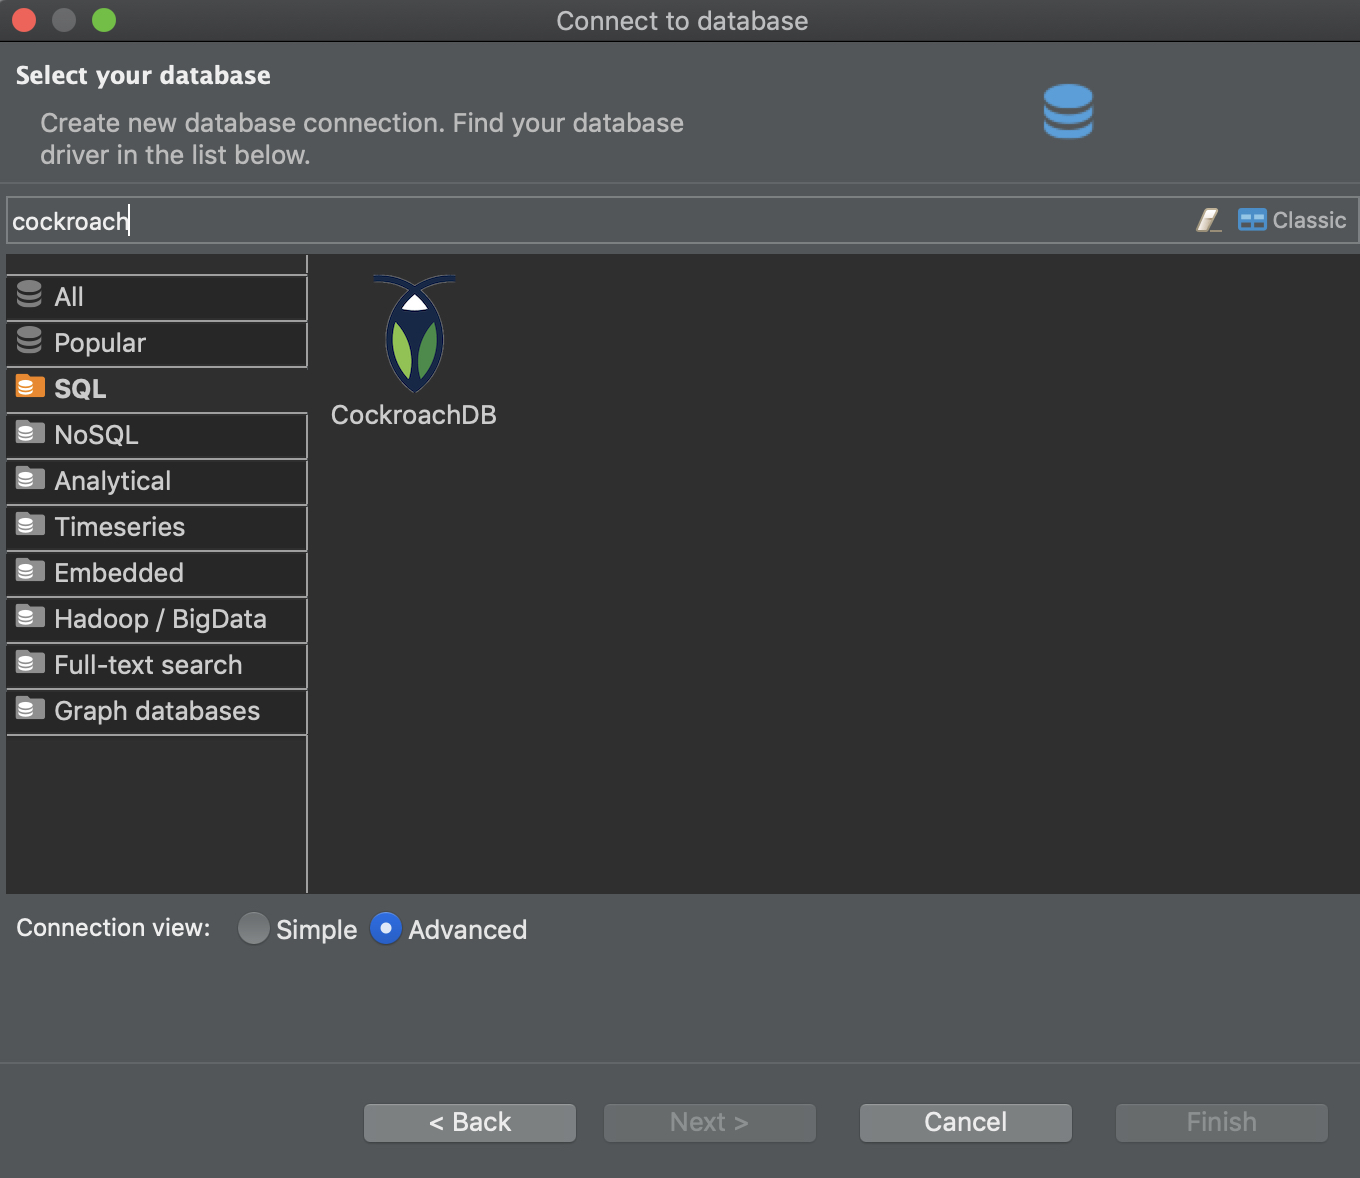 Connect to database
Select your database
Create new database connection. Find your database
driver in the list below.
cockroach
Classic
All
Popular
SQL
NoSQL
Analytical
Timeseries
Embedded
Hadoop / BigData
Full-text search
Graph databases
CockroachDB
Connection view:
Simple
Advanced
< Back
Next >
Cancel
Finish